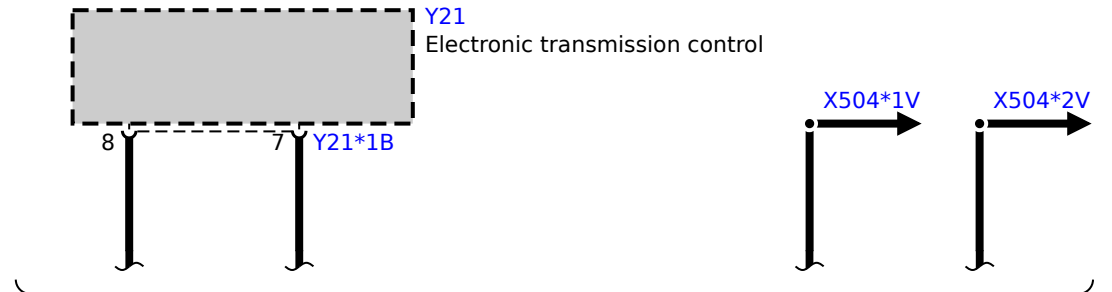 Y21
Electronic transmission control
X504*1V X504*2V
8 7 Y21*1B